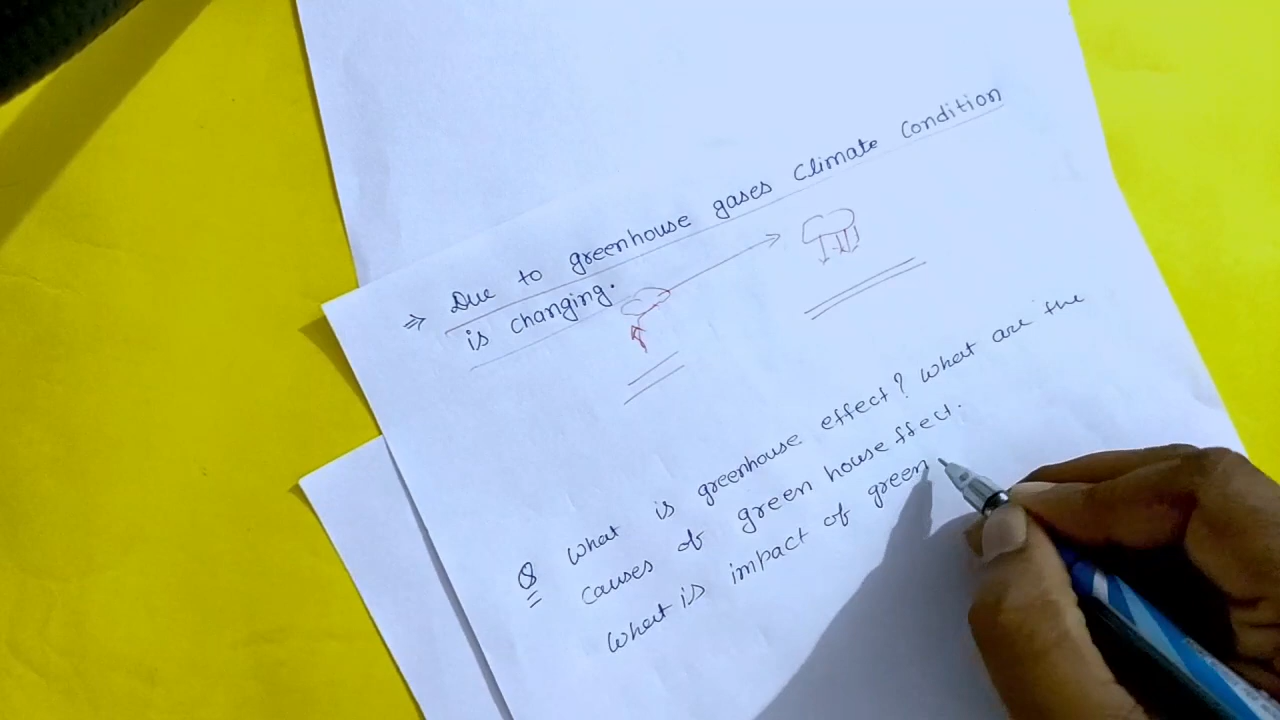 ⇒ Due to greenhouse gases Climate Condition
is changing.
Q What is greenhouse effect? What are the
causes of green house ffect.
What is impact of green